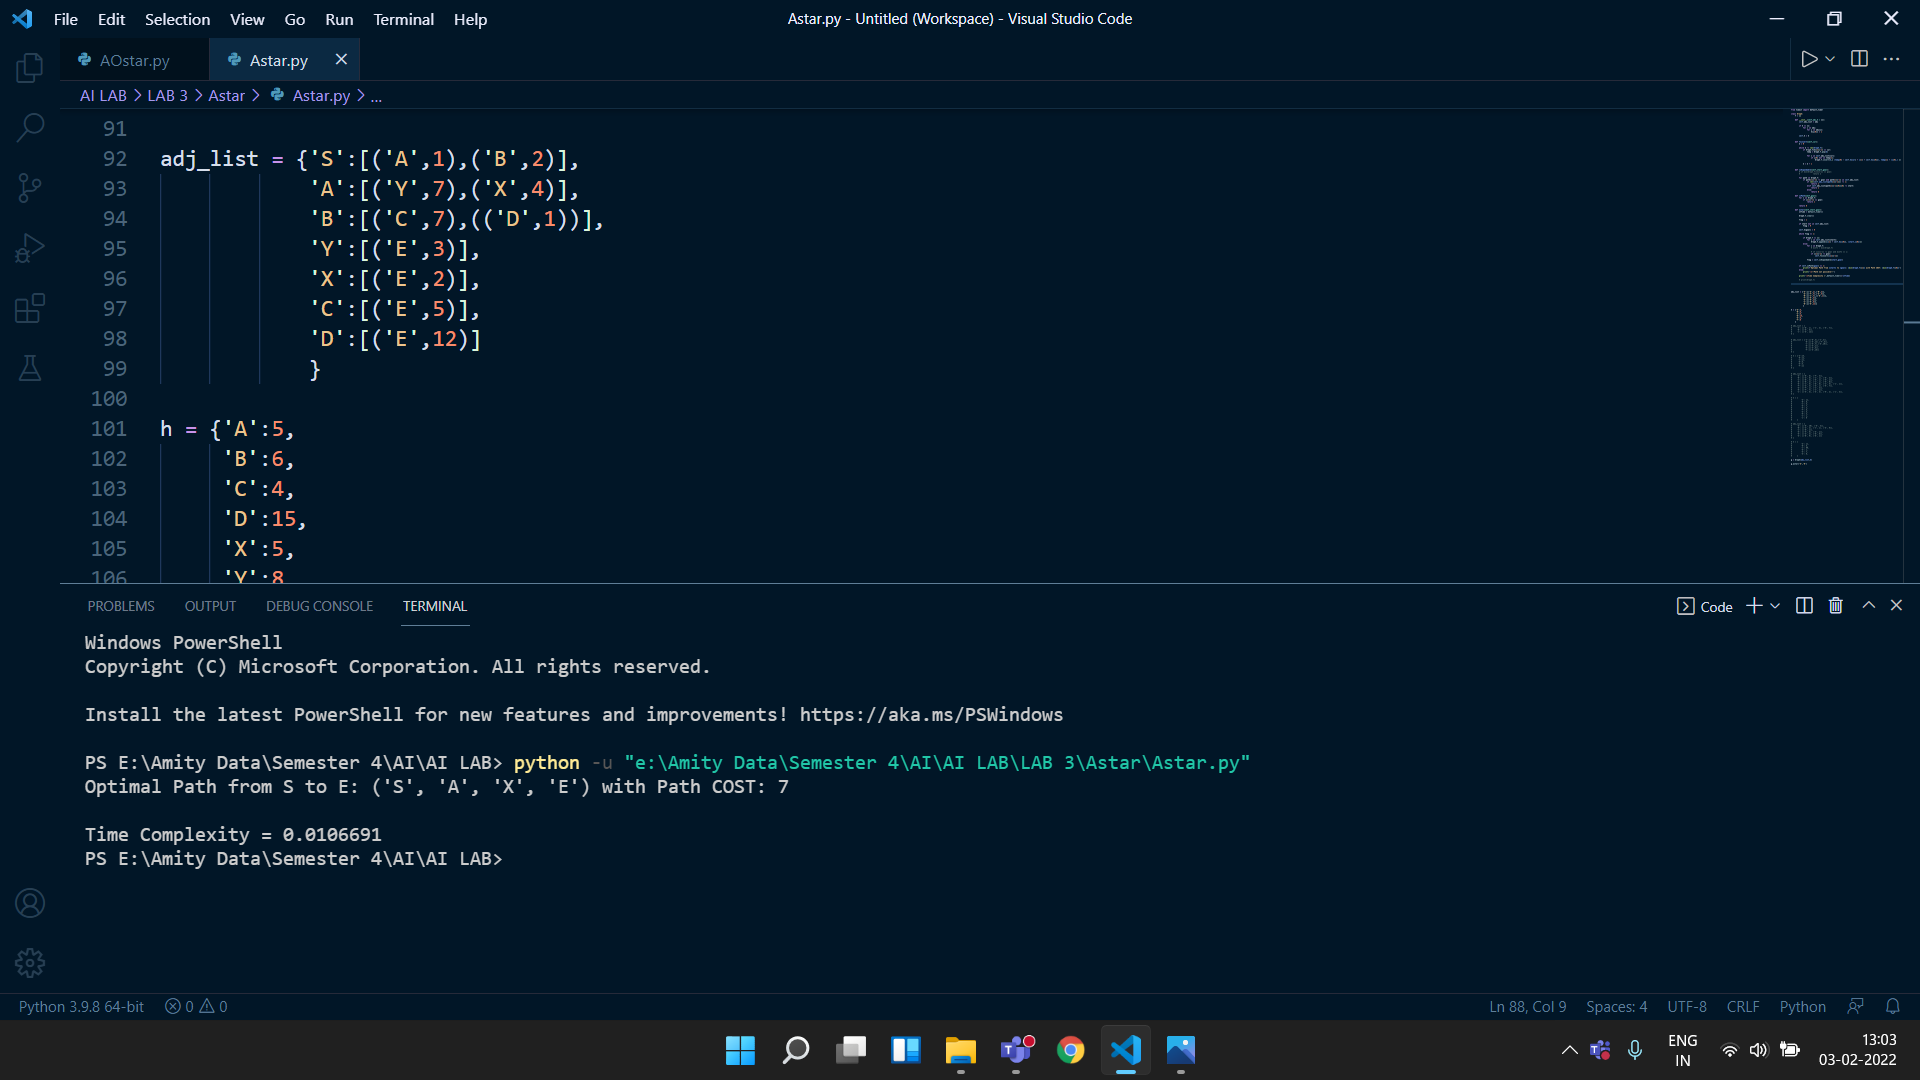 File Edit Selection View Go Run Terminal Help Astar.py - Untitled (Workspace) - Visual Studio Code
AOstar.py Astar.py
AI LAB > LAB 3 > Astar > Astar.py > ...
91
92 adj_list = {'S':[('A',1),('B',2)],
93 'A':[('Y',7),('X',4)],
94 'B':[('C',7),(('D',1))],
95 'Y':[('E',3)],
96 'X':[('E',2)],
97 'C':[('E',5)],
98 'D':[('E',12)]
99 }
100
101 h = {'A':5,
102 'B':6,
103 'C':4,
104 'D':15,
105 'X':5,
106 'Y':8
PROBLEMS OUTPUT DEBUG CONSOLE TERMINAL Code
Windows PowerShell
Copyright (C) Microsoft Corporation. All rights reserved.
Install the latest PowerShell for new features and improvements! https://aka.ms/PSWindows
PS E:\Amity Data\Semester 4\AI\AI LAB> python -u "e:\Amity Data\Semester 4\AI\AI LAB\LAB 3\Astar\Astar.py"
Optimal Path from S to E: ('S', 'A', 'X', 'E') with Path COST: 7
Time Complexity = 0.0106691
PS E:\Amity Data\Semester 4\AI\AI LAB>
Python 3.9.8 64-bit 0 0 Ln 88, Col 9 Spaces: 4 UTF-8 CRLF Python
ENG 13:03
IN 03-02-2022